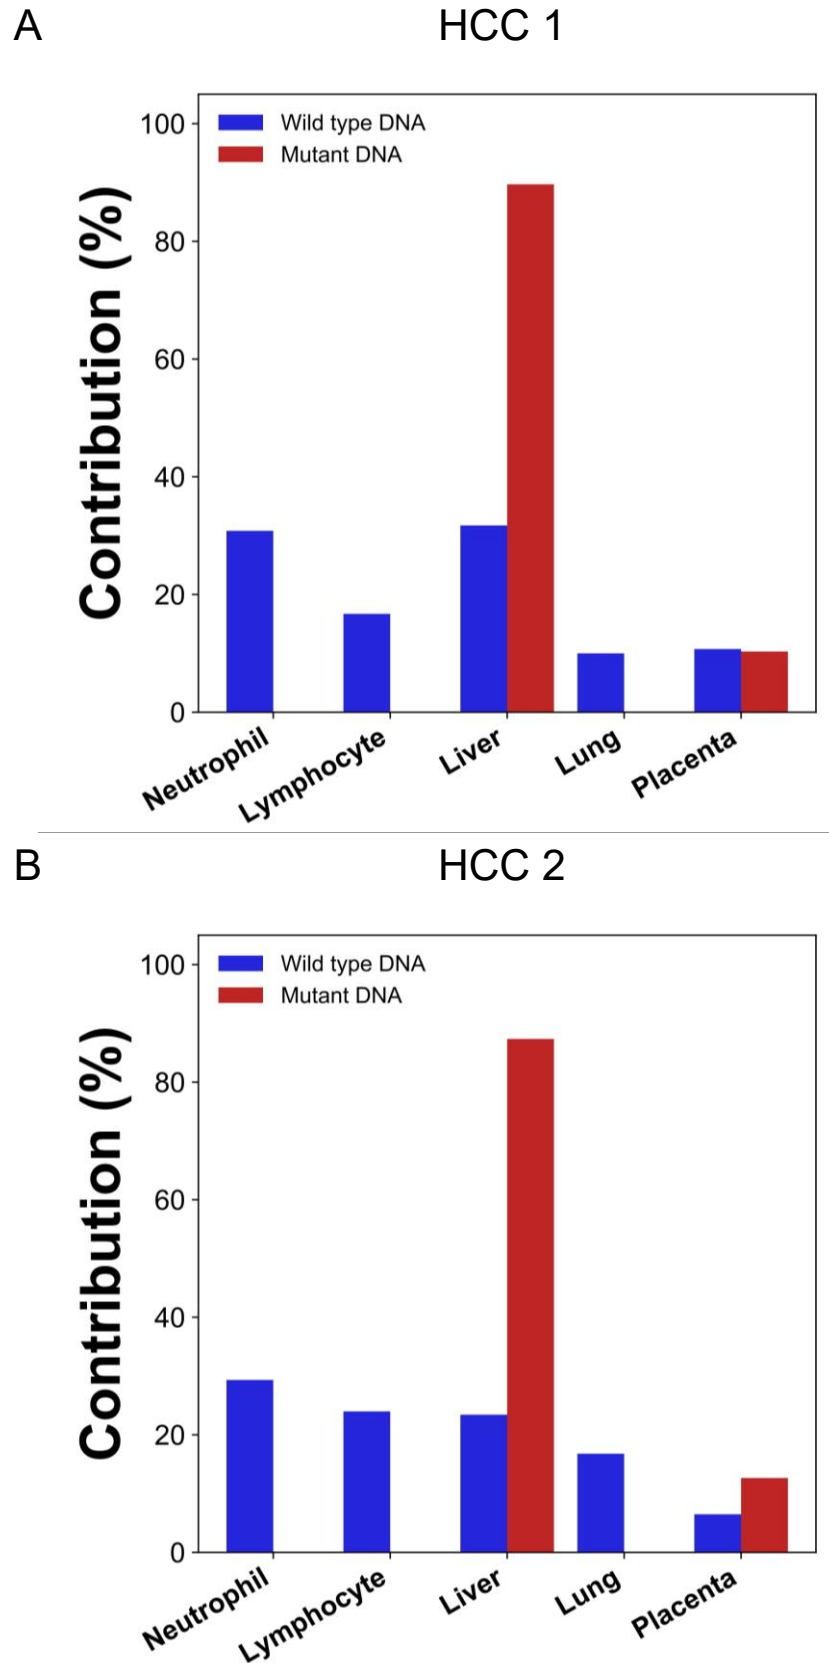 A
HCC 1
Contribution (%)
100
80
60
40
20
0
Wild type DNA
Mutant DNA
Neutrophil
Lymphocyte
Liver
Lung
Placenta
B
HCC 2
Contribution (%)
100
80
60
40
20
0
Wild type DNA
Mutant DNA
Neutrophil
Lymphocyte
Liver
Lung
Placenta